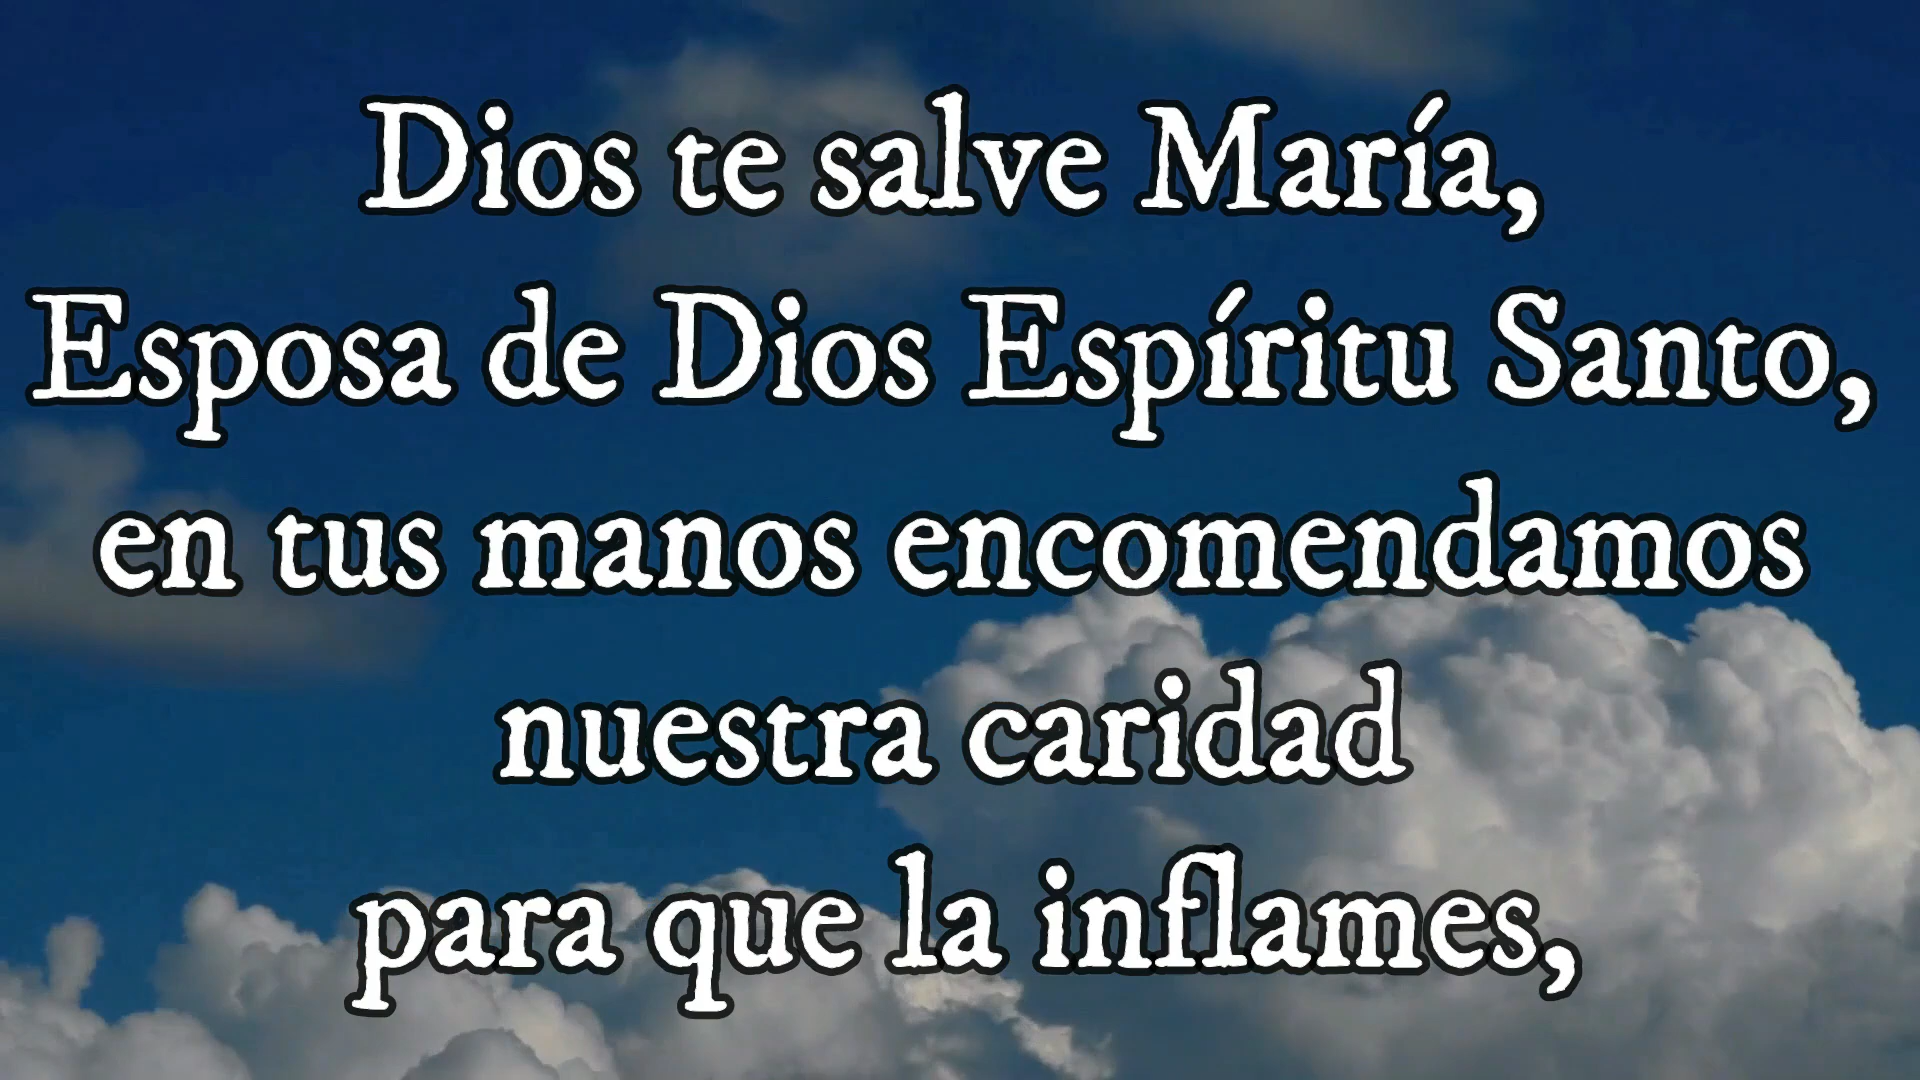 Dios te salve María,
Esposa de Dios Espíritu Santo,
en tus manos encomendamos
nuestra caridad
para que la inflames,